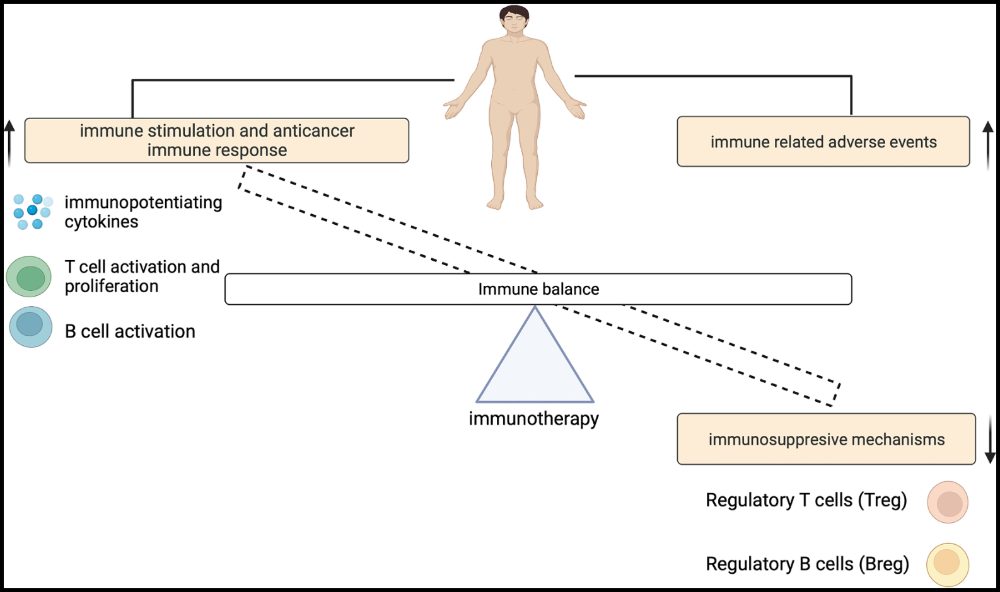 immune stimulation and anticancer
immune response
immune related adverse events
immunopotentiating
cytokines
T cell activation and
proliferation
B cell activation
Immune balance
immunotherapy
immunosuppresive mechanisms
Regulatory T cells (Treg)
Regulatory B cells (Breg)